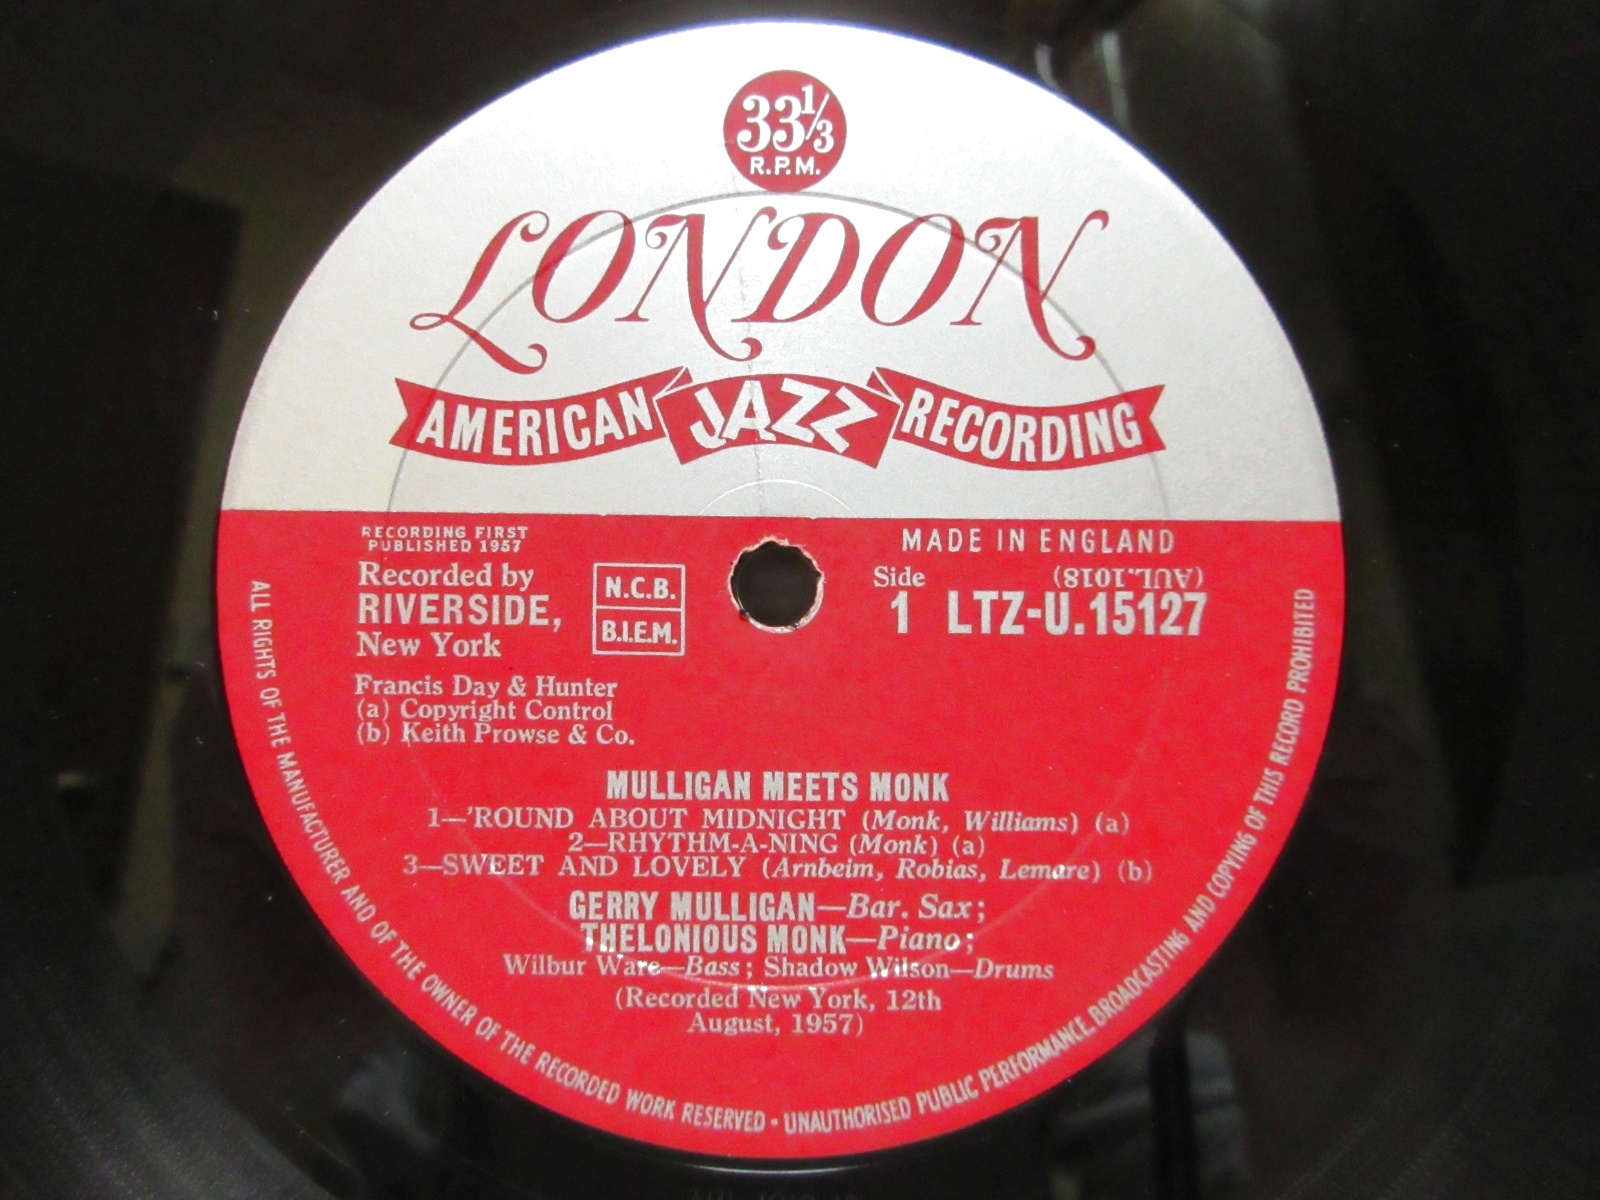 33⅓
R.P.M.
LONDON
AMERICAN JAZZ RECORDING
RECORDING FIRST
PUBLISHED 1957
Recorded by
RIVERSIDE,
New York
N.C.B.
B.I.E.M.
MADE IN ENGLAND
Side
1
(AUL.1018)
LTZ-U.15127
Francis Day & Hunter
(a) Copyright Control
(b) Keith Prowse & Co.
MULLIGAN MEETS MONK
1—'ROUND ABOUT MIDNIGHT (Monk, Williams) (a)
2—RHYTHM-A-NING (Monk) (a)
3—SWEET AND LOVELY (Arnbeim, Robias, Lemare) (b)
GERRY MULLIGAN—Bar. Sax;
THELONIOUS MONK—Piano;
Wilbur Ware—Bass; Shadow Wilson—Drums
(Recorded New York, 12th
August, 1957)
ALL RIGHTS OF THE MANUFACTURER AND OF THE OWNER OF THE RECORDED WORK RESERVED - UNAUTHORISED PUBLIC PERFORMANCE, BROADCASTING AND COPYING OF THIS RECORD PROHIBITED